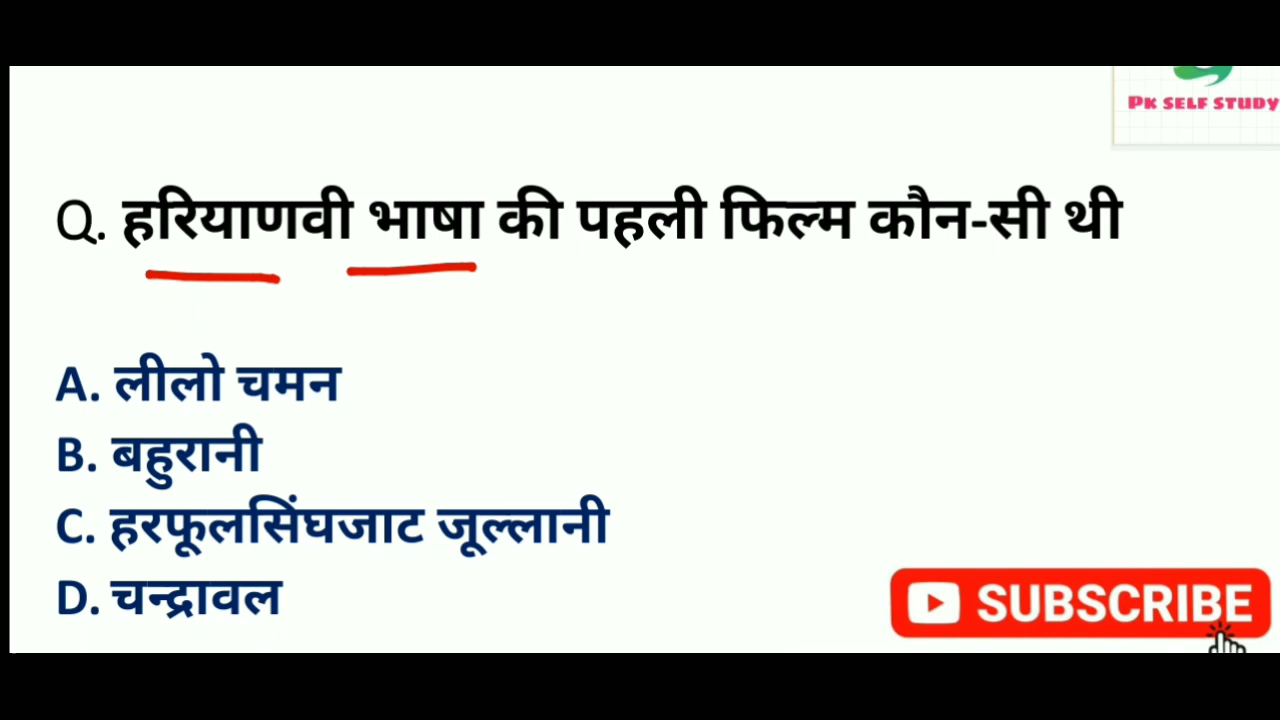 PK SELF STUDY
Q. हरियाणवी भाषा की पहली फिल्म कौन-सी थी
A. लीलो चमन
B. बहुरानी
C. हरफूलसिंघजाट जूल्लानी
D. चन्द्रावल
SUBSCRIBE